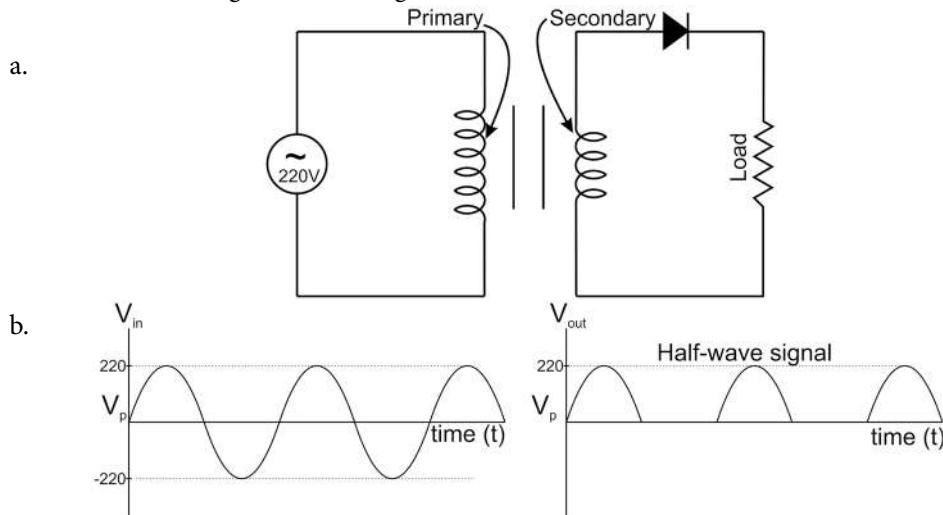 Primary
Secondary
a.
~
220V
Load
b.
V in
220
V p
-220
time (t)
V out
Half-wave signal
220
V p
time (t)